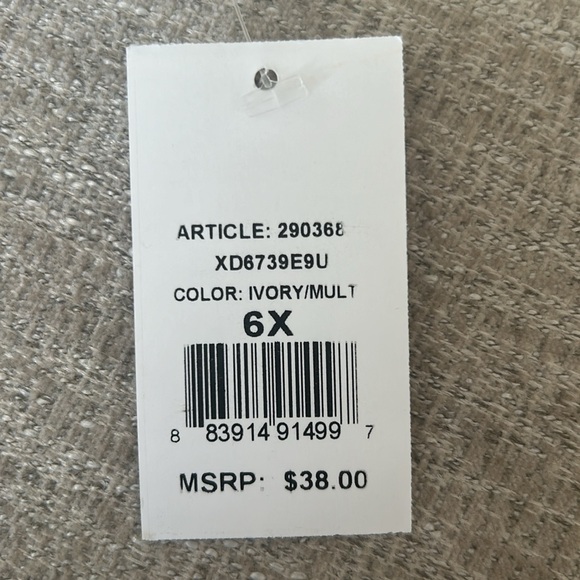 ARTICLE: 290368
XD6739E9U
COLOR: IVORY/MULT
6X
8 83914 91499 7
MSRP: $38.00